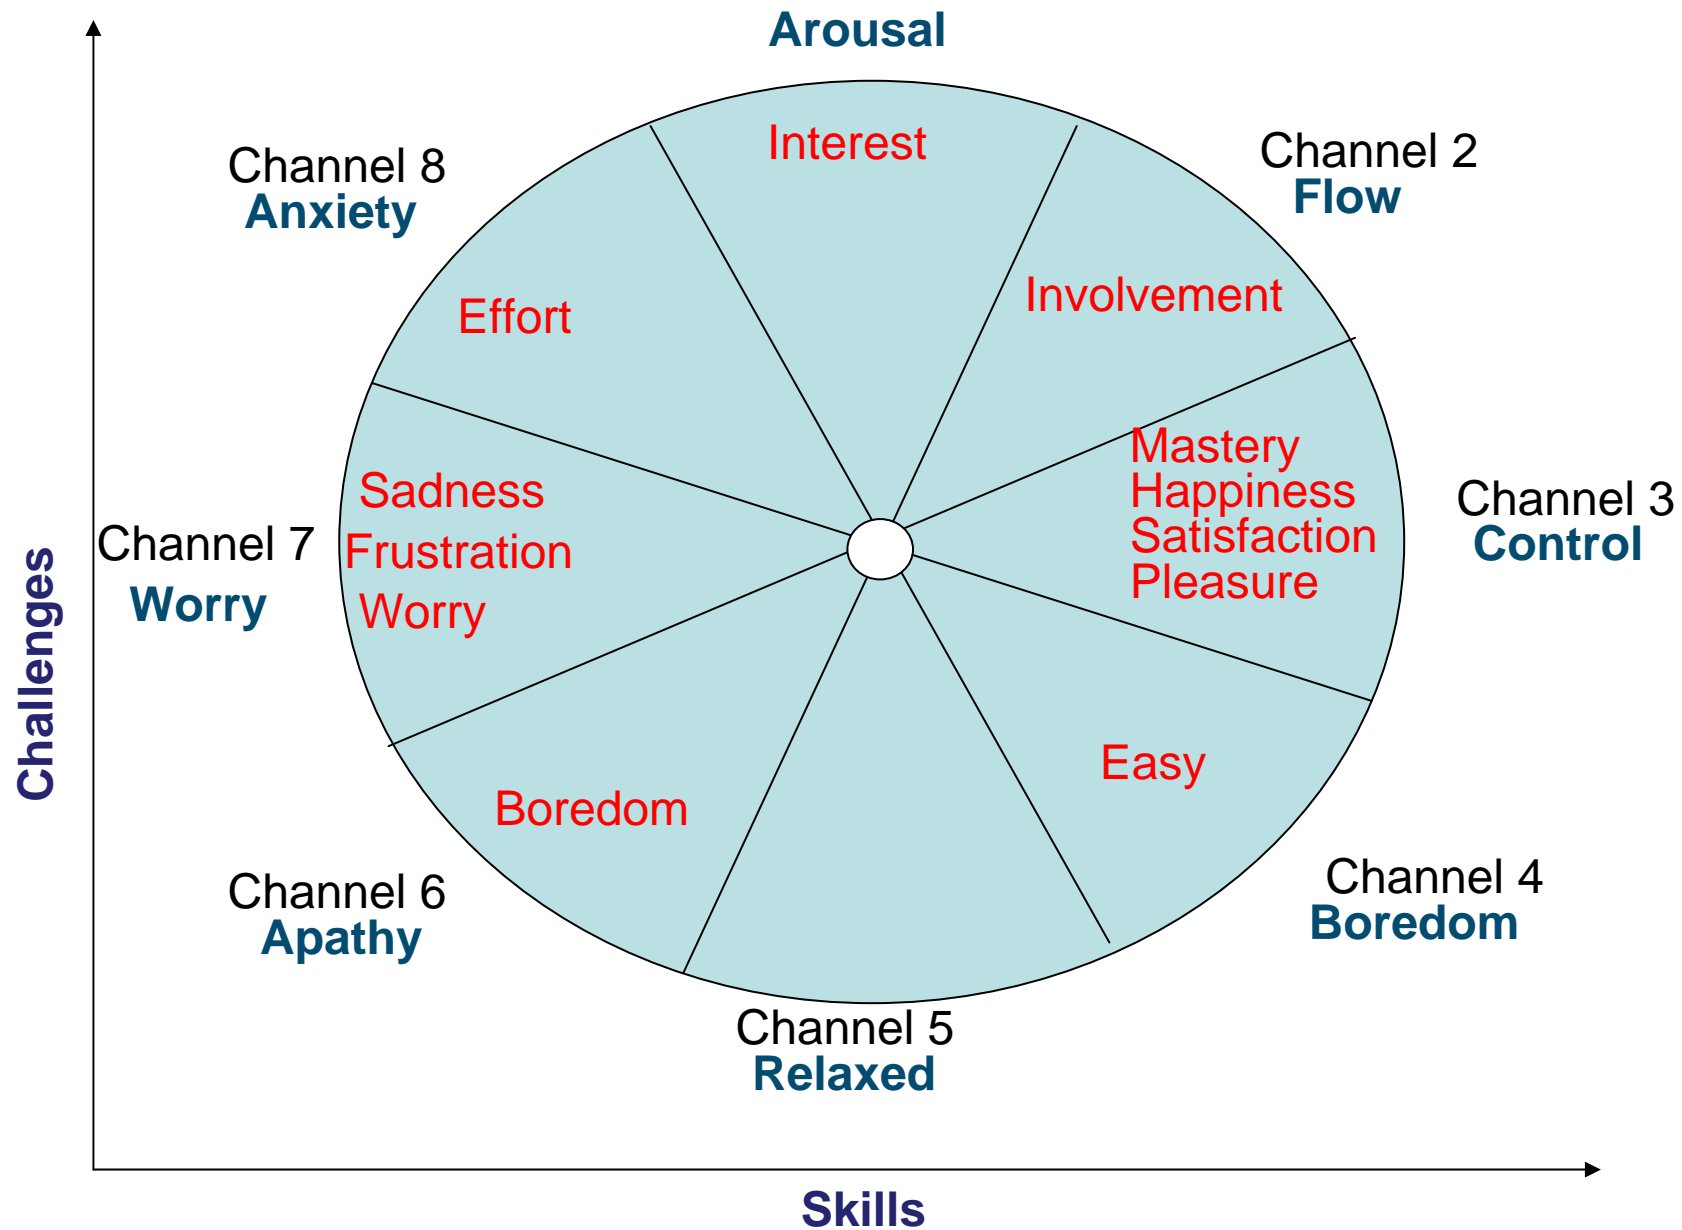 Arousal
Interest
Channel 8
Anxiety
Channel 2
Flow
Effort
Involvement
Sadness
Frustration
Worry
Mastery
Happiness
Satisfaction
Pleasure
Channel 7
Worry
Channel 3
Control
Challenges
Boredom
Easy
Channel 6
Apathy
Channel 4
Boredom
Channel 5
Relaxed
Skills